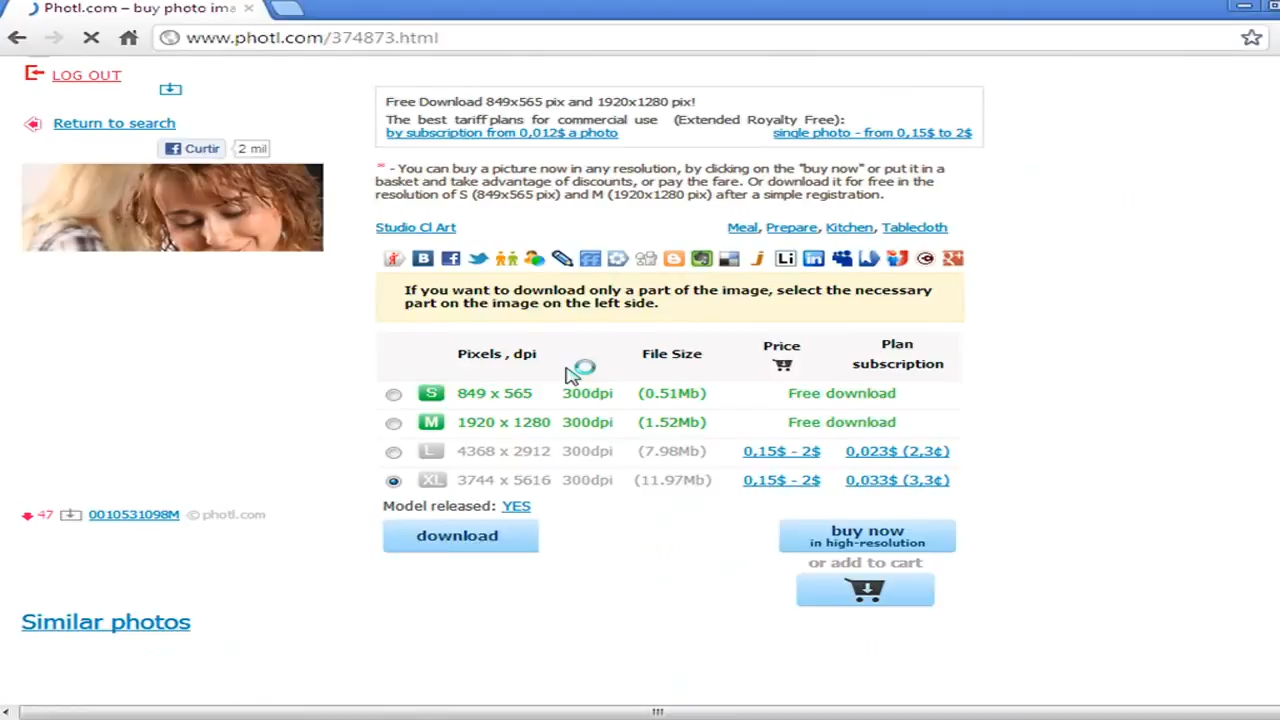 Photl.com – buy photo ima
www.photl.com/374873.html
LOG OUT
Return to search
Curtir 2 mil
Free Download 849x565 pix and 1920x1280 pix!
The best tariff plans for commercial use (Extended Royalty Free):
by subscription from 0,012$ a photo single photo - from 0,15$ to 2$
* - You can buy a picture now in any resolution, by clicking on the "buy now" or put it in a
basket and take advantage of discounts, or pay the fare. Or download it for free in the
resolution of S (849x565 pix) and M (1920x1280 pix) after a simple registration.
Studio Cl Art Meal, Prepare, Kitchen, Tablecloth
If you want to download only a part of the image, select the necessary
part on the image on the left side.
Pixels , dpi File Size Price Plan
subscription
S 849 x 565 300dpi (0.51Mb) Free download
M 1920 x 1280 300dpi (1.52Mb) Free download
L 4368 x 2912 300dpi (7.98Mb) 0,15$ - 2$ 0,023$ (2,3¢)
XL 3744 x 5616 300dpi (11.97Mb) 0,15$ - 2$ 0,033$ (3,3¢)
Model released: YES
47 0010531098M © photl.com
download
buy now
in high-resolution
or add to cart
Similar photos